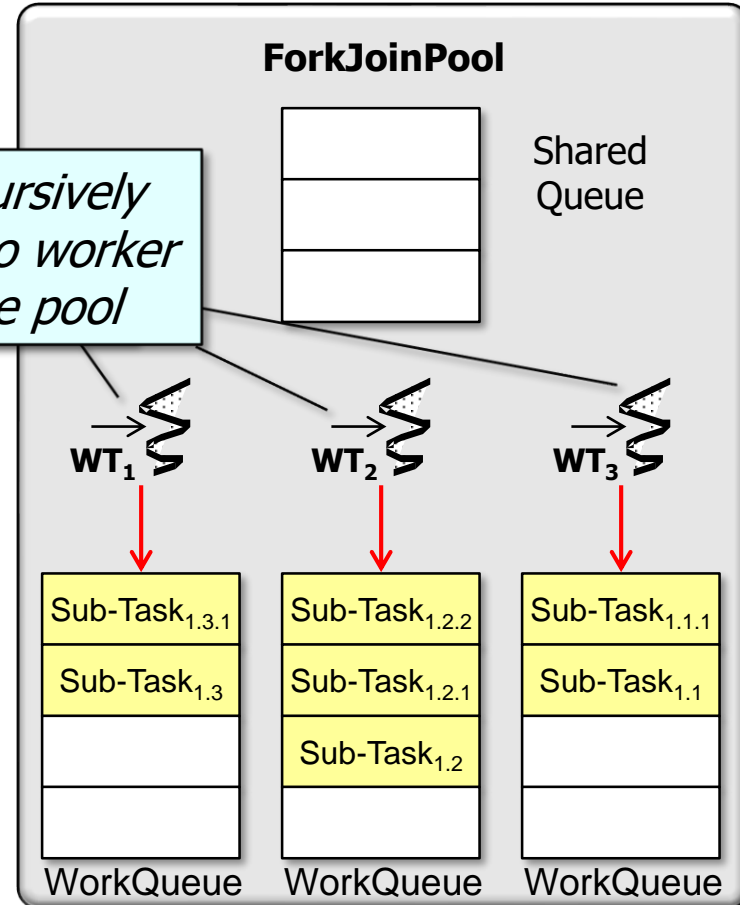 ForkJoinPool
Shared
Queue
ursively
o worker
e pool
WT₁
WT₂
WT₃
Sub-Task₁.₃.₁
Sub-Task₁.₃
Sub-Task₁.₂.₂
Sub-Task₁.₂.₁
Sub-Task₁.₂
Sub-Task₁.₁.₁
Sub-Task₁.₁
WorkQueue
WorkQueue
WorkQueue